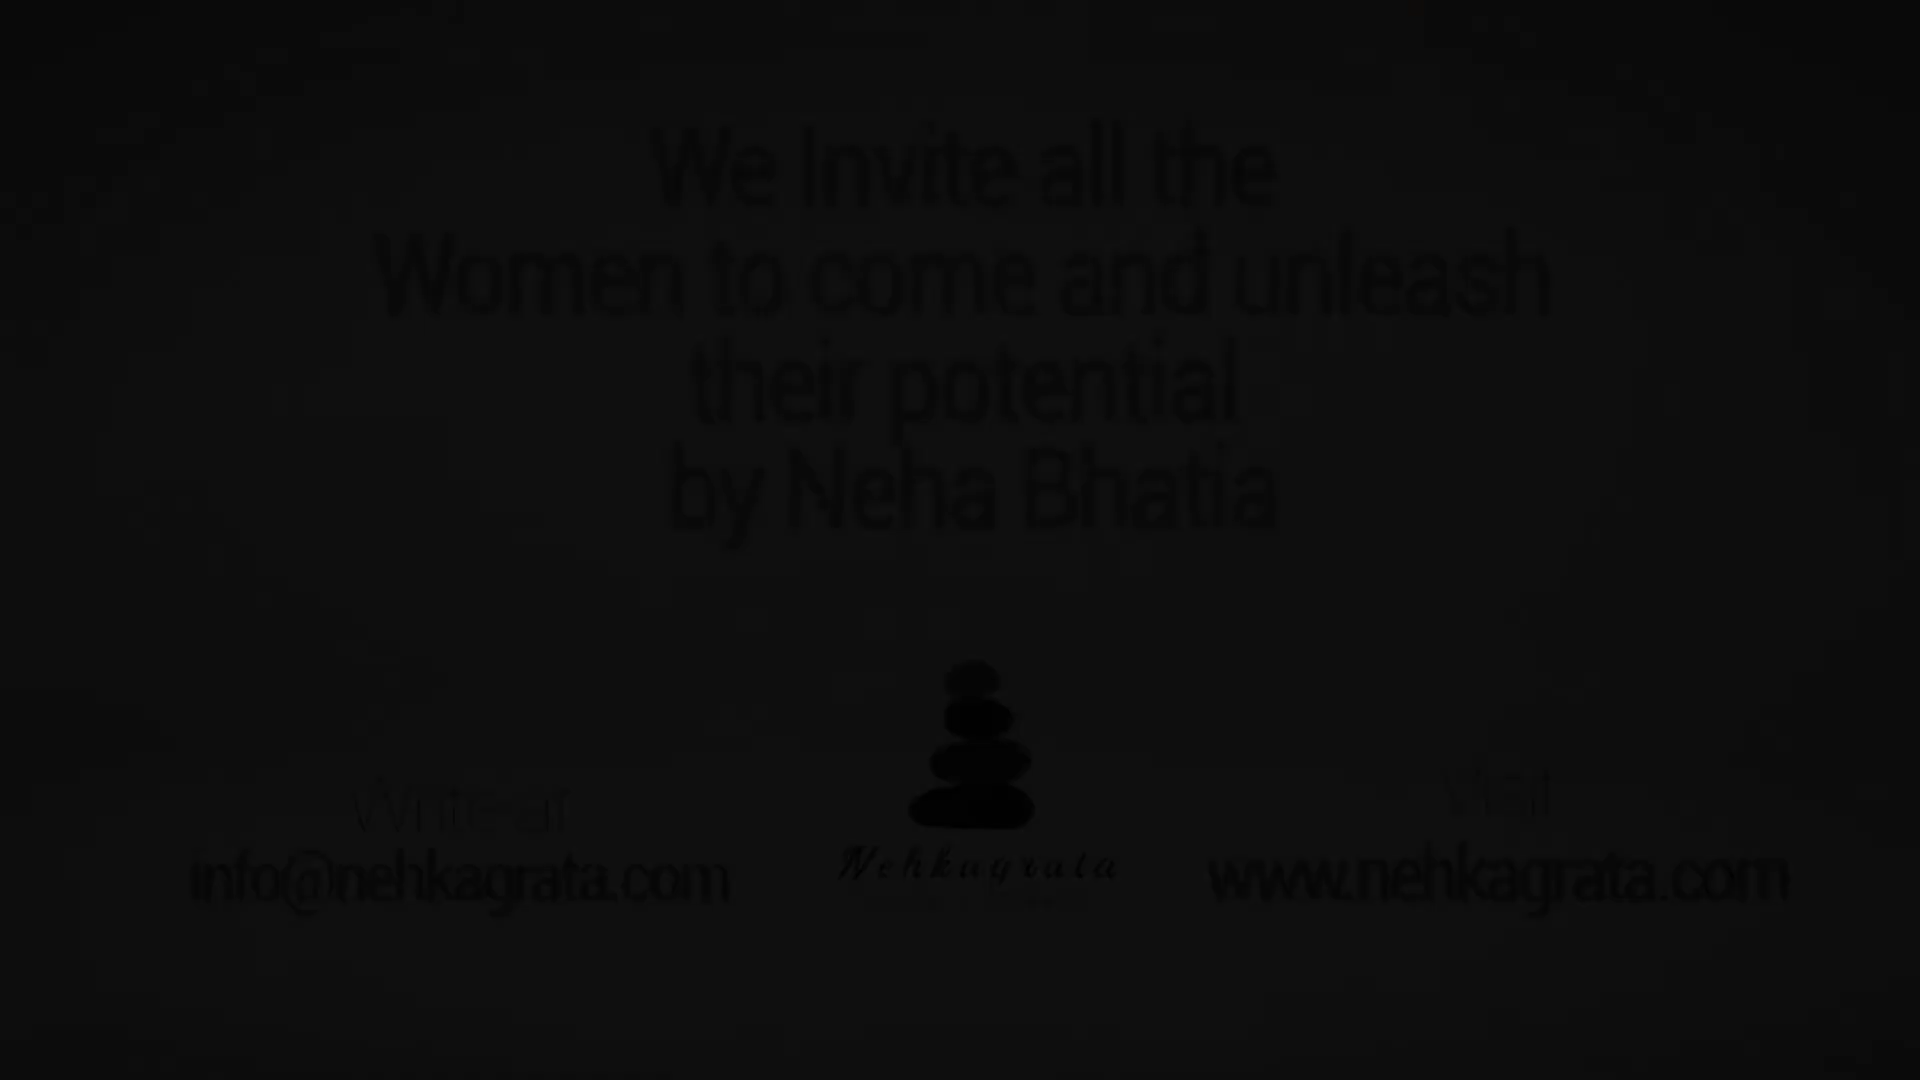 We Invite all the
Women to come and unleash
their potential
by Neha Bhatia
Write at
info@nehkagrata.com
Nehkagrata
Visit
www.nehkagrata.com